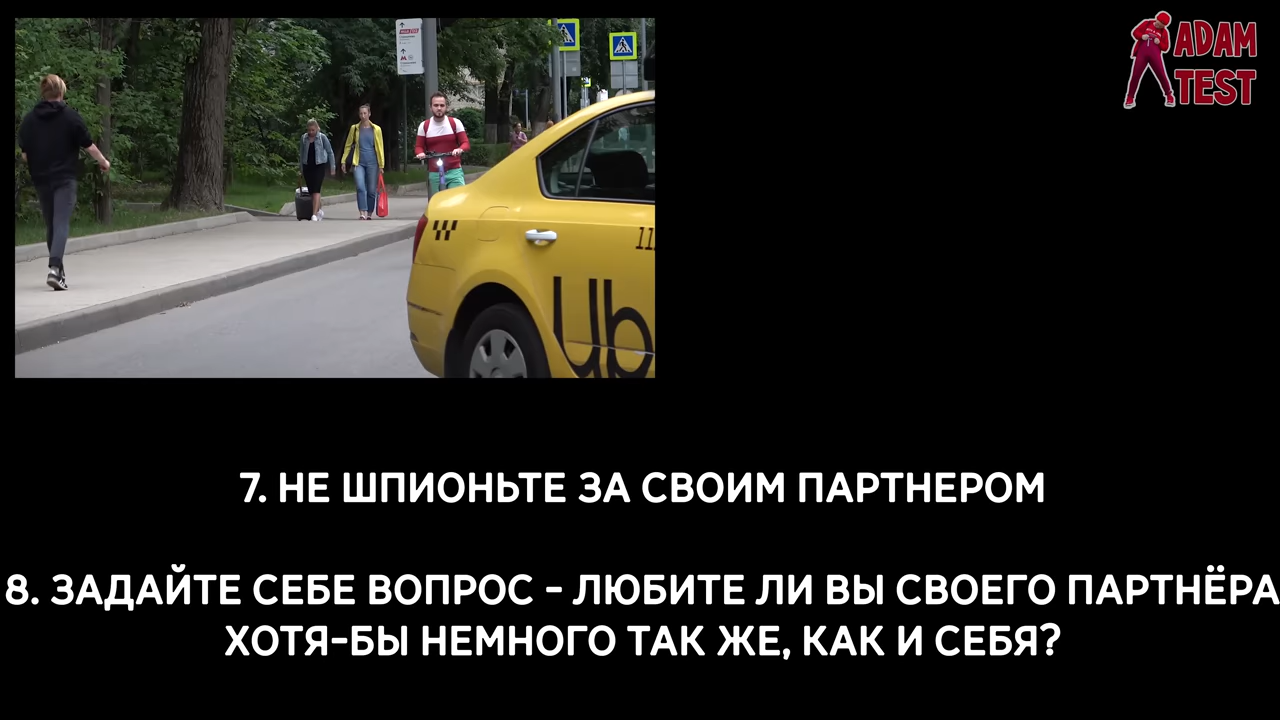 ADAM
TEST
Ub
7. НЕ ШПИОНЬТЕ ЗА СВОИМ ПАРТНЕРОМ
8. ЗАДАЙТЕ СЕБЕ ВОПРОС - ЛЮБИТЕ ЛИ ВЫ СВОЕГО ПАРТНЁРА
ХОТЯ-БЫ НЕМНОГО ТАК ЖЕ, КАК И СЕБЯ?